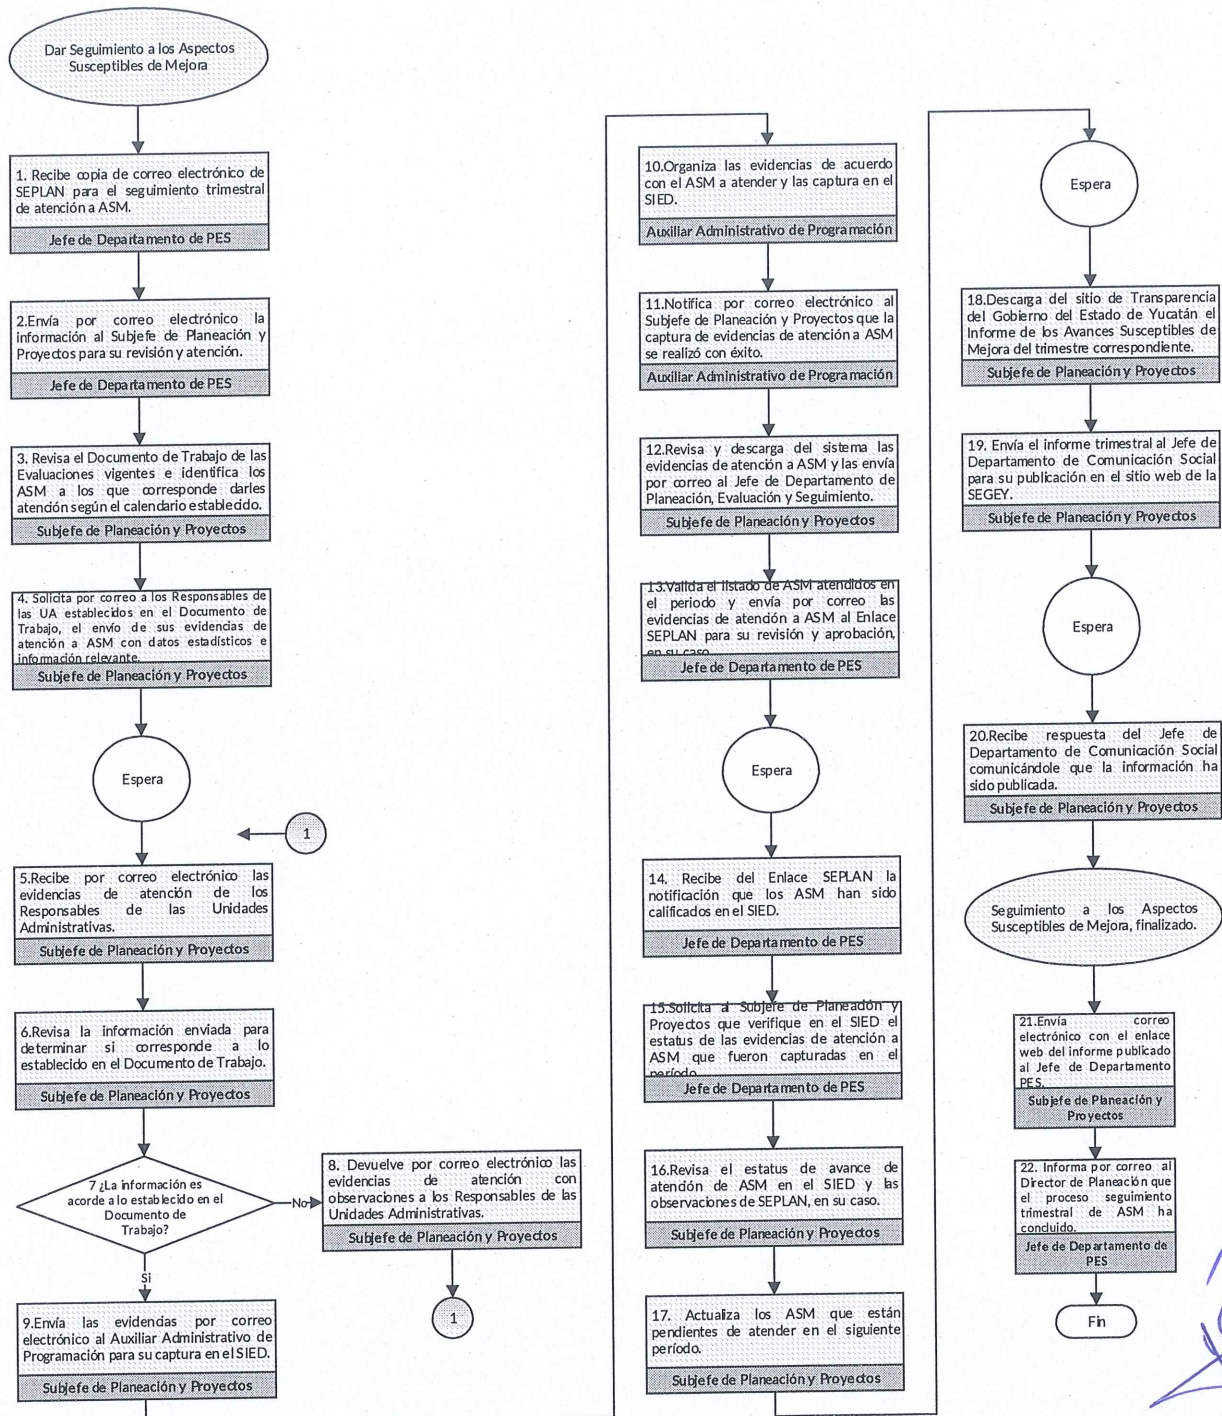 Dar Seguimiento a los Aspectos
Susceptibles de Mejora
1. Recibe copia de correo electrónico de
SEPLAN para el seguimiento trimestral
de atención a ASM.
Jefe de Departamento de PES
2.Envía por correo electrónico la
información al Subjefe de Planeación y
Proyectos para su revisión y atención.
Jefe de Departamento de PES
3. Revisa el Documento de Trabajo de las
Evaluaciones vigentes e identifica los
ASM a los que corresponde darles
atención según el calendario establecido.
Subjefe de Planeación y Proyectos
4. Solicita por correo a los Responsables de
las UA establecidos en el Documento de
Trabajo, el envío de sus evidencias de
atención a ASM con datos estadísticos e
información relevante.
Subjefe de Planeación y Proyectos
Espera
1
5.Recibe por correo electrónico las
evidencias de atención de los
Responsables de las Unidades
Administrativas.
Subjefe de Planeación y Proyectos
6.Revisa la información enviada para
determinar si corresponde a lo
establecido en el Documento de Trabajo.
Subjefe de Planeación y Proyectos
7 ¿La información es
acorde a lo establecido en el
Documento de
Trabajo?
No
Si
8. Devuelve por correo electrónico las
evidencias de atención con
observaciones a los Responsables de las
Unidades Administrativas.
Subjefe de Planeación y Proyectos
1
9.Envía las evidencias por correo
electrónico al Auxiliar Administrativo de
Programación para su captura en el SIED.
Subjefe de Planeación y Proyectos
10.Organiza las evidencias de acuerdo
con el ASM a atender y las captura en el
SIED.
Auxiliar Administrativo de Programación
11.Notifica por correo electrónico al
Subjefe de Planeación y Proyectos que la
captura de evidencias de atención a ASM
se realizó con éxito.
Auxiliar Administrativo de Programación
12.Revisa y descarga del sistema las
evidencias de atención a ASM y las envía
por correo al Jefe de Departamento de
Planeación, Evaluación y Seguimiento.
Subjefe de Planeación y Proyectos
13.Valida el listado de ASM atendidos en
el periodo y envía por correo las
evidencias de atención a ASM al Enlace
SEPLAN para su revisión y aprobación,
en su caso.
Jefe de Departamento de PES
Espera
14. Recibe del Enlace SEPLAN la
notificación que los ASM han sido
calificados en el SIED.
Jefe de Departamento de PES
15.Solicita al Subjefe de Planeación y
Proyectos que verifique en el SIED el
estatus de las evidencias de atención a
ASM que fueron capturadas en el
período.
Jefe de Departamento de PES
16.Revisa el estatus de avance de
atención de ASM en el SIED y las
observaciones de SEPLAN, en su caso.
Subjefe de Planeación y Proyectos
17. Actualiza los ASM que están
pendientes de atender en el siguiente
período.
Subjefe de Planeación y Proyectos
Espera
18.Descarga del sitio de Transparencia
del Gobierno del Estado de Yucatán el
Informe de los Avances Susceptibles de
Mejora del trimestre correspondiente.
Subjefe de Planeación y Proyectos
19. Envía el informe trimestral al Jefe de
Departamento de Comunicación Social
para su publicación en el sitio web de la
SEGEY.
Subjefe de Planeación y Proyectos
Espera
20.Recibe respuesta del Jefe de
Departamento de Comunicación Social
comunicándole que la información ha
sido publicada.
Subjefe de Planeación y Proyectos
Seguimiento a los Aspectos
Susceptibles de Mejora, finalizado.
21.Envía correo
electrónico con el enlace
web del informe publicado
al Jefe de Departamento
PES.
Subjefe de Planeación y
Proyectos
22. Informa por correo al
Director de Planeación que
el proceso seguimiento
trimestral de ASM ha
concluido.
Jefe de Departamento de
PES
Fin